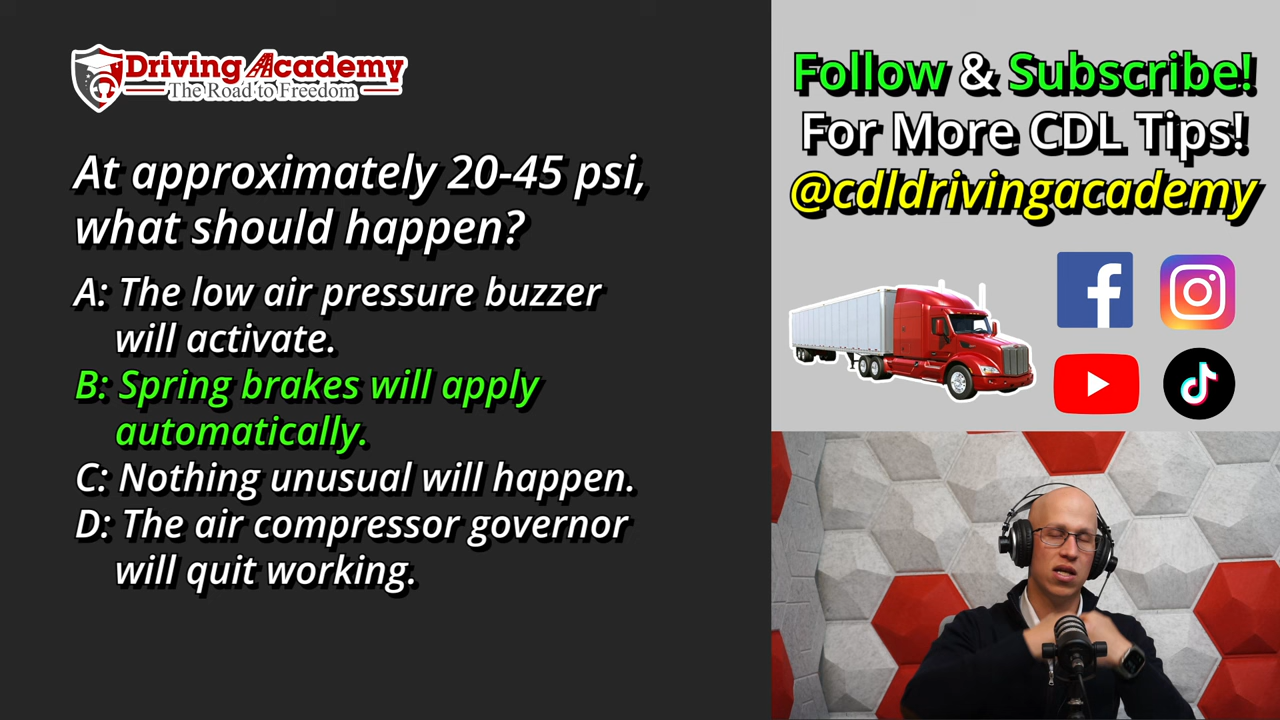 Driving Academy
The Road to Freedom
At approximately 20-45 psi,
what should happen?
A: The low air pressure buzzer
will activate.
B: Spring brakes will apply
automatically.
C: Nothing unusual will happen.
D: The air compressor governor
will quit working.
Follow & Subscribe!
For More CDL Tips!
@cdldrivingacademy